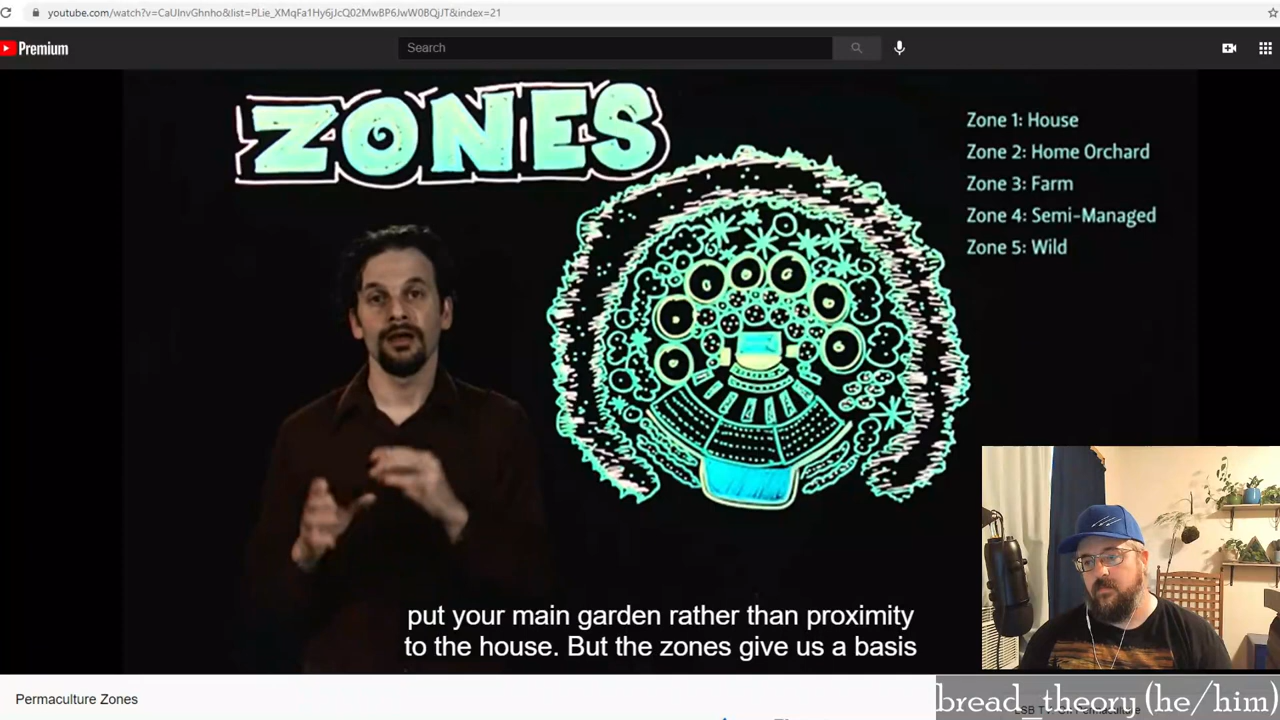 youtube.com/watch?v=CaUlnvGhnho&list=PLie_XMqFa1Hy6jJcQ02MwBP6JwW0BQjJT&index=21
Premium
Search
ZONES
Zone 1: House
Zone 2: Home Orchard
Zone 3: Farm
Zone 4: Semi-Managed
Zone 5: Wild
put your main garden rather than proximity
to the house. But the zones give us a basis
Permaculture Zones
bread_theory (he/him)